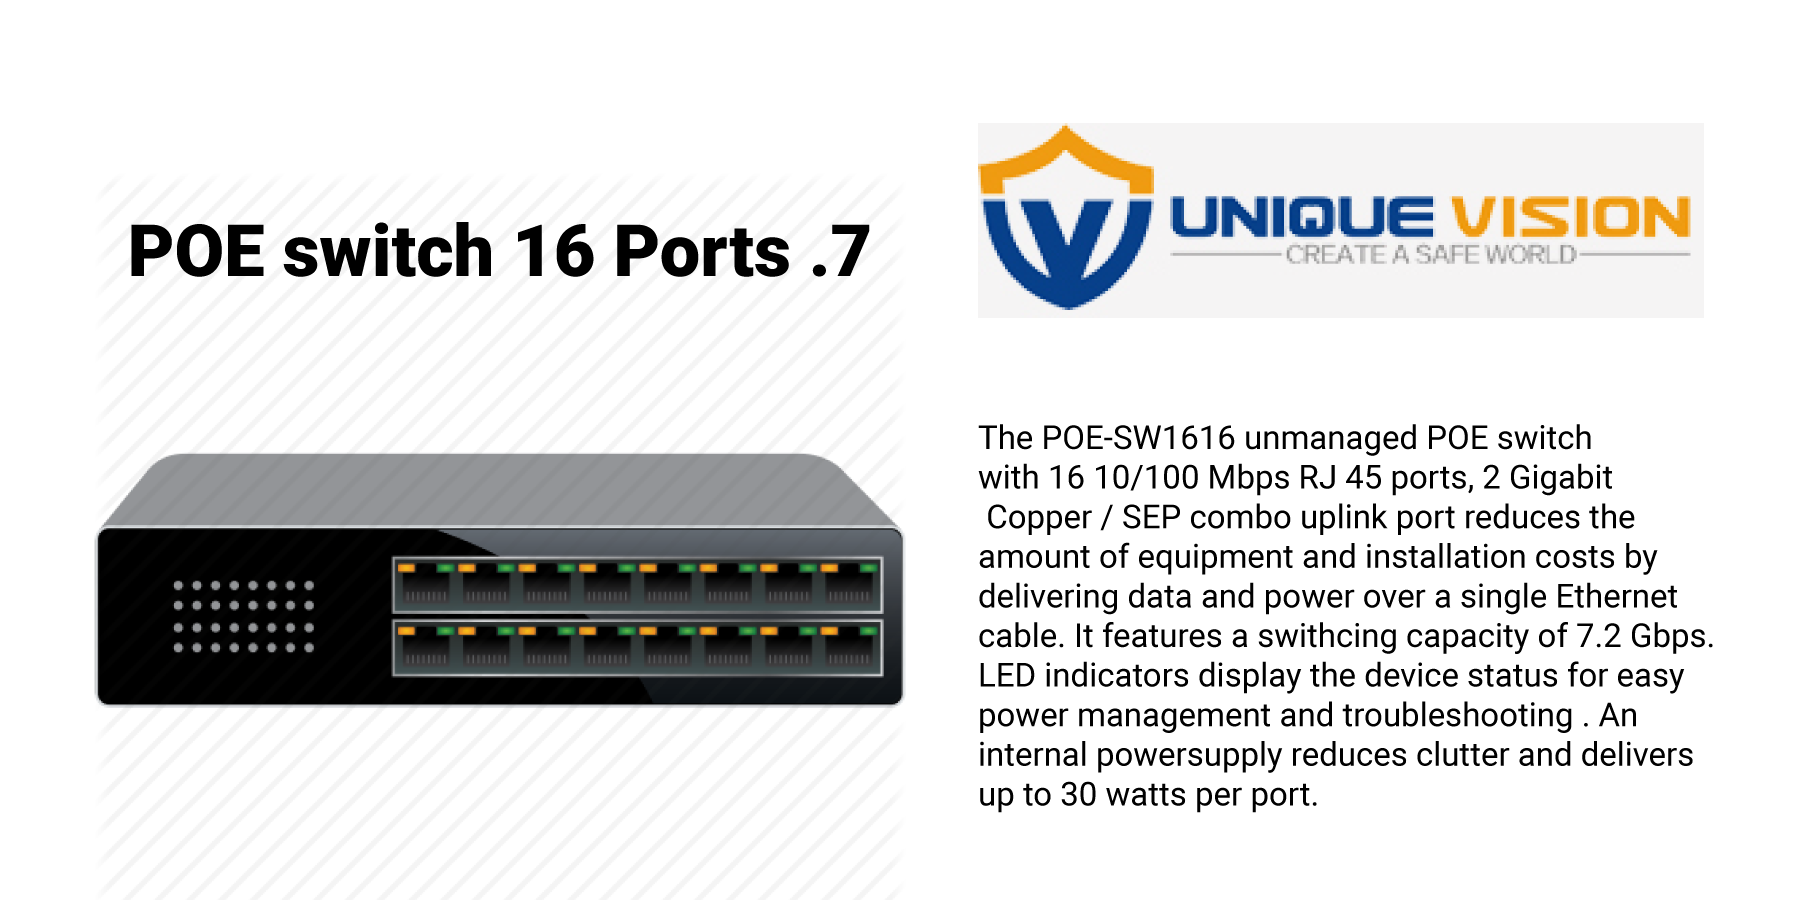 POE switch 16 Ports .7
UNIQUE VISION
CREATE A SAFE WORLD
The POE-SW1616 unmanaged POE switch
with 16 10/100 Mbps RJ 45 ports, 2 Gigabit
Copper / SEP combo uplink port reduces the
amount of equipment and installation costs by
delivering data and power over a single Ethernet
cable. It features a swithcing capacity of 7.2 Gbps.
LED indicators display the device status for easy
power management and troubleshooting . An
internal powersupply reduces clutter and delivers
up to 30 watts per port.